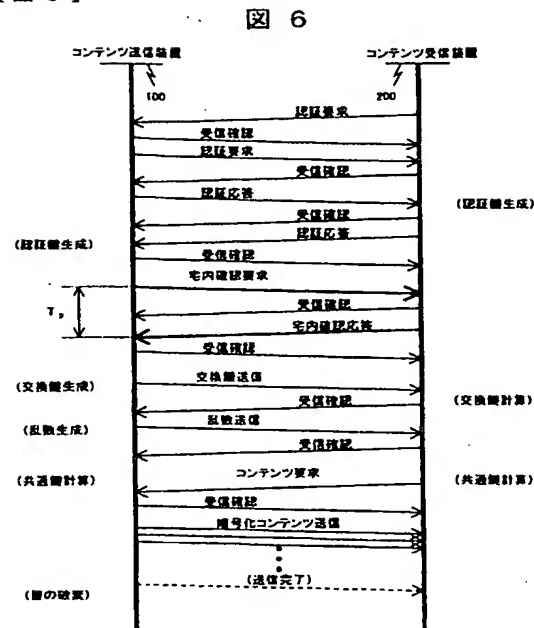 図 6
コンテンツ送信装置
コンテンツ受信装置
100
200
認証要求
受信確認
認証要求
受信確認
認証応答
(認証鍵生成)
受信確認
認証応答
(認証鍵生成)
受信確認
宅内確認要求
受信確認
宅内確認応答
受信確認
(交換鍵生成)
交換鍵送信
受信確認
(交換鍵計算)
(乱数生成)
乱数送信
受信確認
(共通鍵計算)
コンテンツ要求
(共通鍵計算)
受信確認
暗号化コンテンツ送信
(送信完了)
(鍵の破棄)